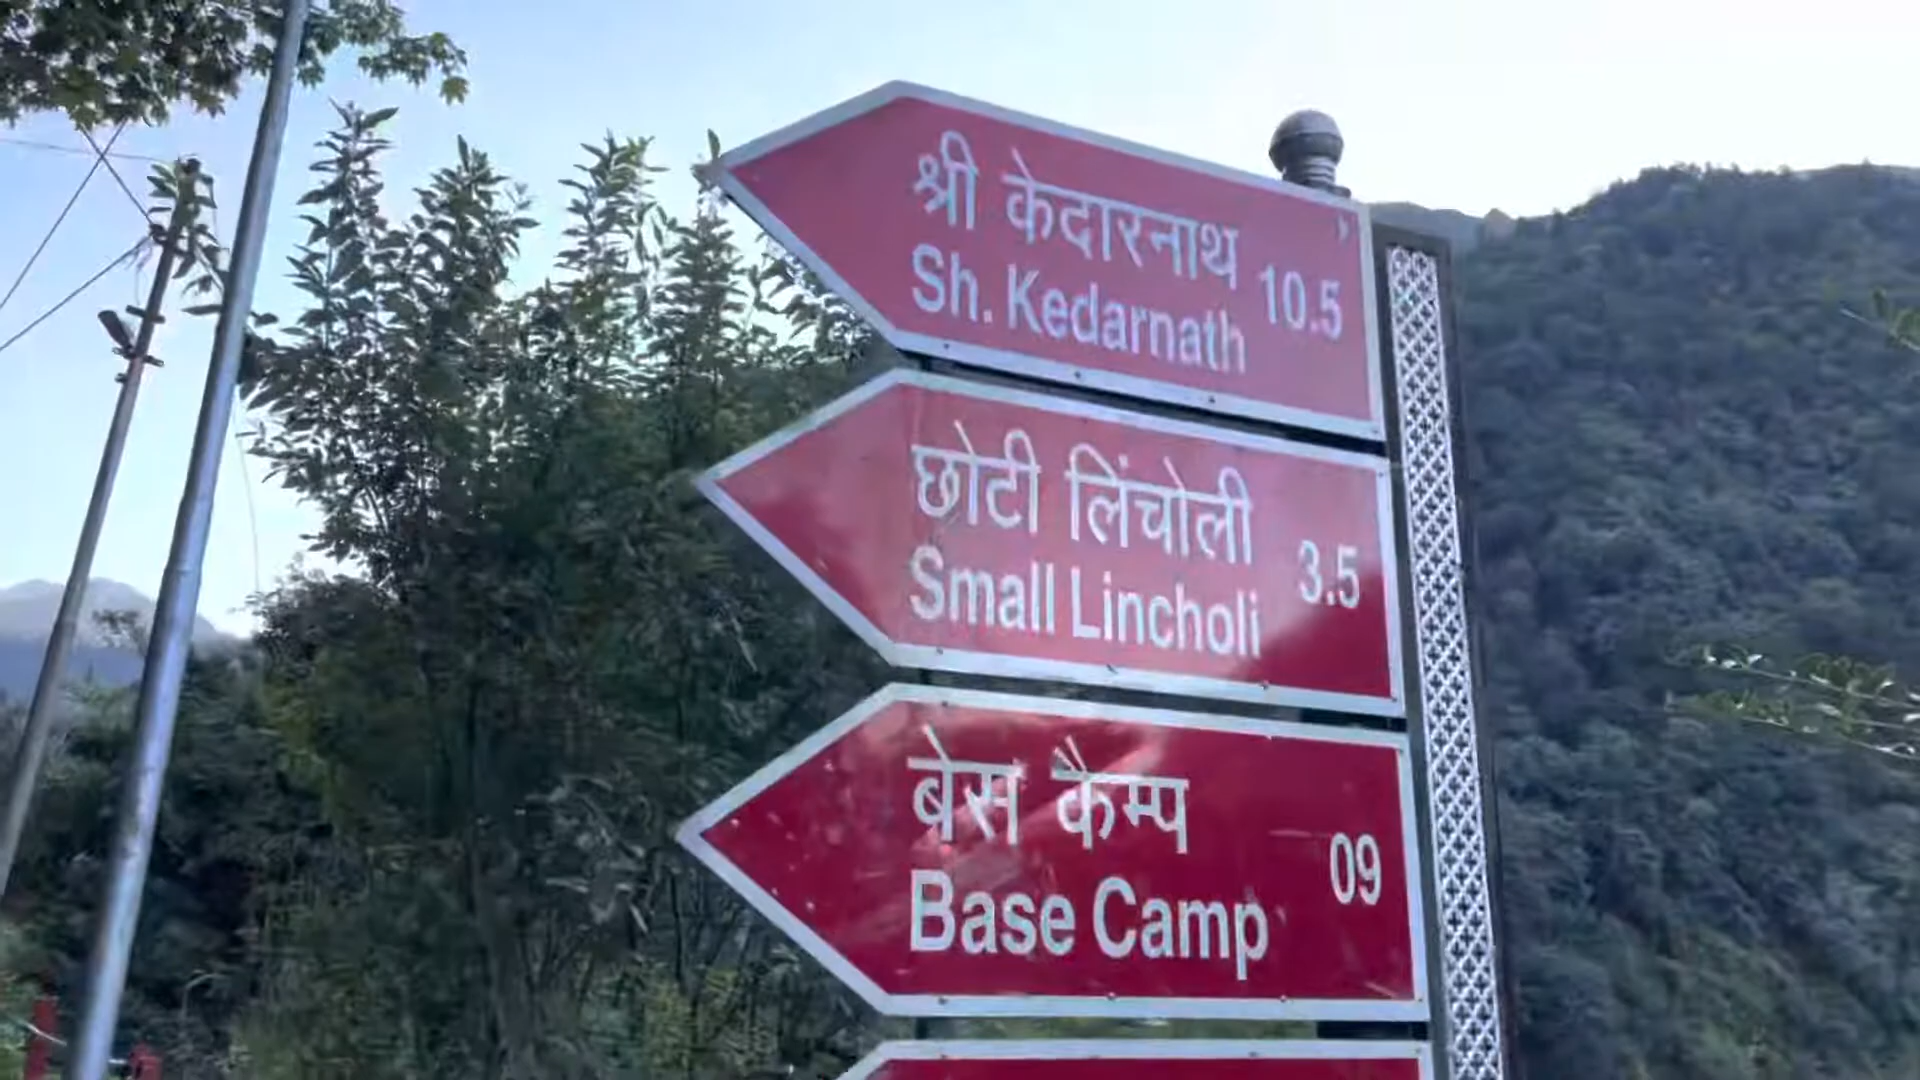 श्री केदारनाथ
Sh. Kedarnath 10.5
छोटी लिंचोली
Small Lincholi 3.5
बेस कैम्प
Base Camp 09